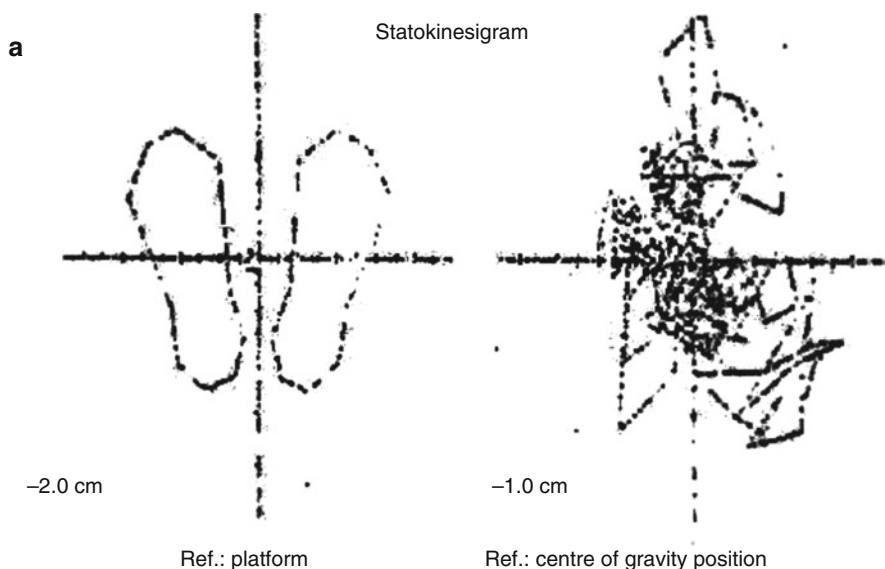 a
Statokinesigram
–2.0 cm
–1.0 cm
Ref.: platform
Ref.: centre of gravity position